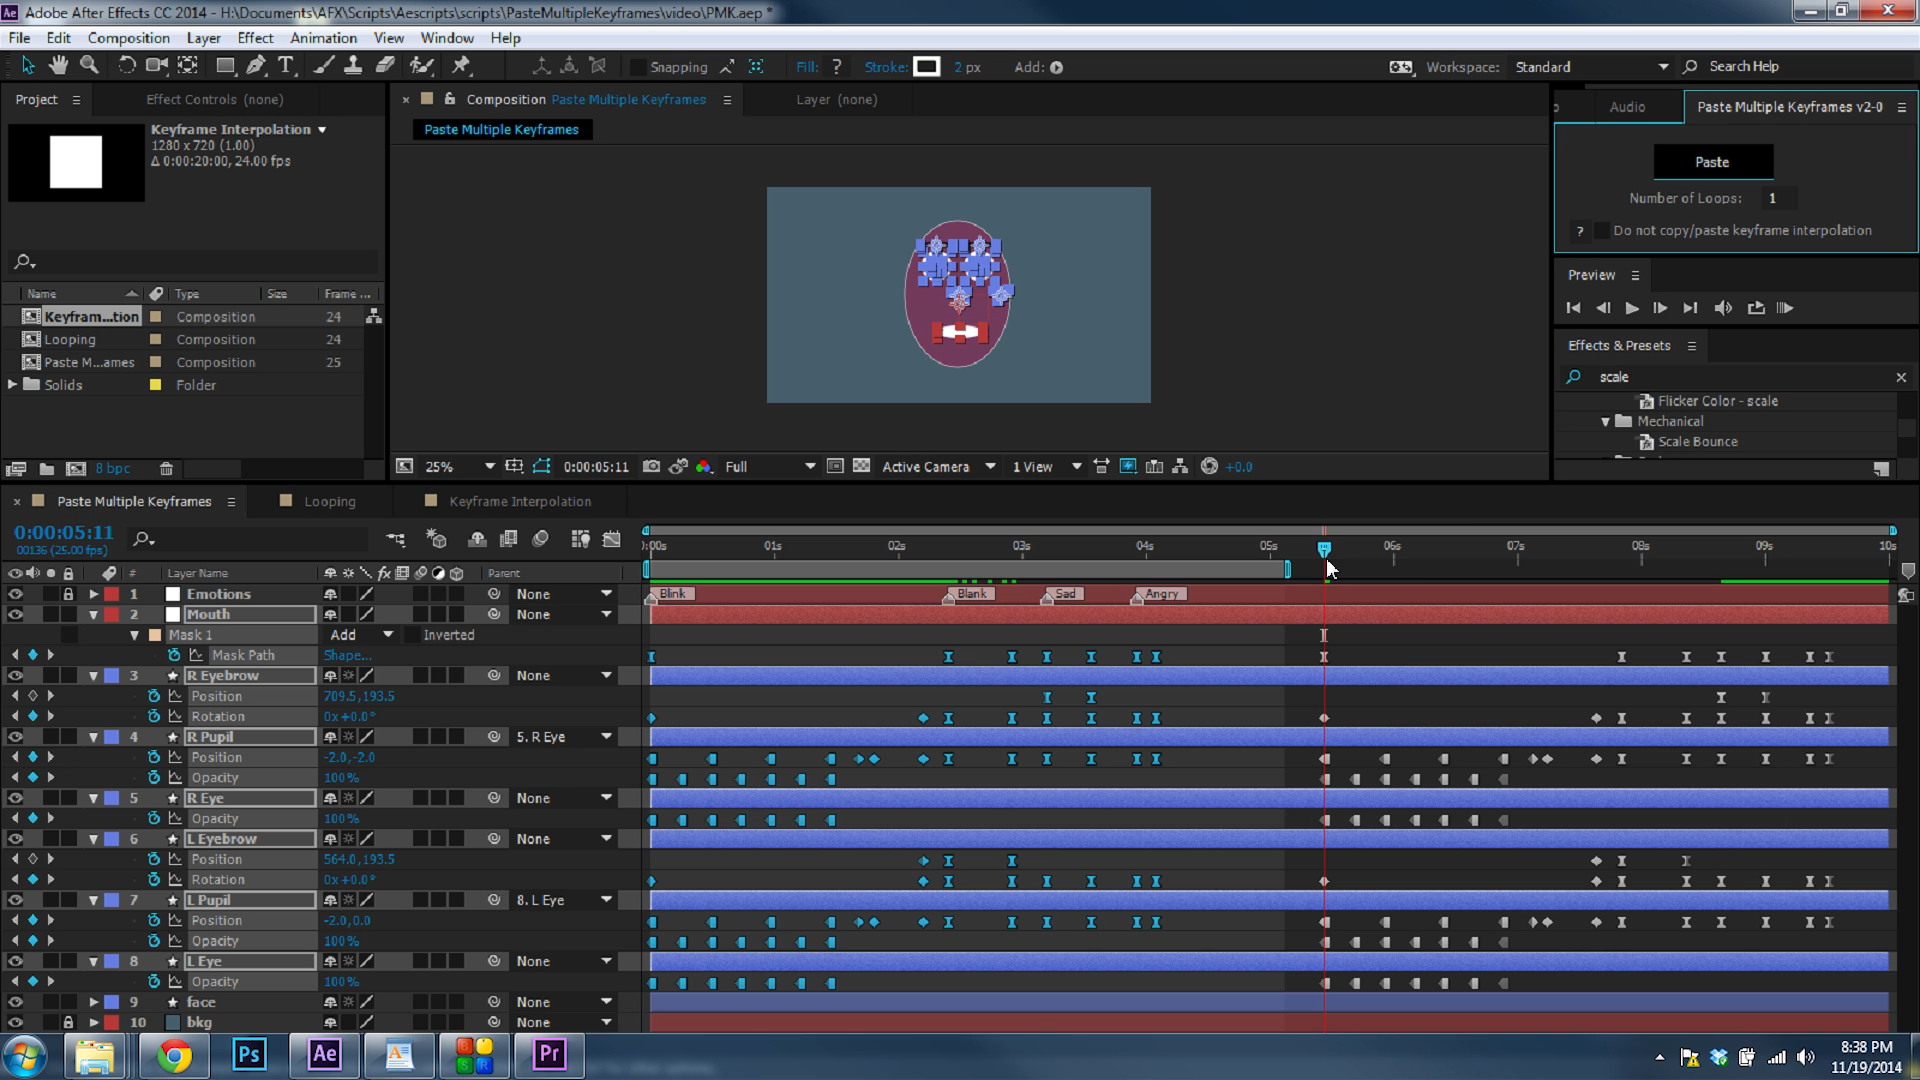 Ae Adobe After Effects CC 2014 - H:\Documents\AFX\Scripts\Aescripts\scripts\PasteMultipleKeyframes\video\PMK.aep *
File Edit Composition Layer Effect Animation View Window Help
Snapping Fill: ? Stroke: 2 px Add: Workspace: Standard Search Help
Project Effect Controls (none)
Composition Paste Multiple Keyframes Layer (none)
Audio Paste Multiple Keyframes v2-0
Keyframe Interpolation
1280 x 720 (1.00)
Δ 0:00:20:00, 24.00 fps
Paste Multiple Keyframes
Paste
Number of Loops: 1
? Do not copy/paste keyframe interpolation
Preview
Effects & Presets
scale
Flicker Color - scale
Mechanical
Scale Bounce
Name Type Size Frame ...
Keyfram...tion Composition 24
Looping Composition 24
Paste M...ames Composition 25
Solids Folder
8 bpc
25% 0:00:05:11 Full Active Camera 1 View +0.0
Paste Multiple Keyframes Looping Keyframe Interpolation
0:00:05:11
00136 (25.00 fps)
):00s 01s 02s 03s 04s 05s 06s 07s 08s 09s 10s
# Layer Name fx Parent
1 Emotions None Blink Blank Sad Angry
2 Mouth None
Mask 1 Add Inverted
Mask Path Shape...
3 R Eyebrow None
Position 709.5,193.5
Rotation 0x+0.0°
4 R Pupil 5. R Eye
Position -2.0,-2.0
Opacity 100%
5 R Eye None
Opacity 100%
6 L Eyebrow None
Position 564.0,193.5
Rotation 0x+0.0°
7 L Pupil 8. L Eye
Position -2.0,0.0
Opacity 100%
8 L Eye None
Opacity 100%
9 face None
10 bkg None
Ps Ae Pr
8:38 PM
11/19/2014